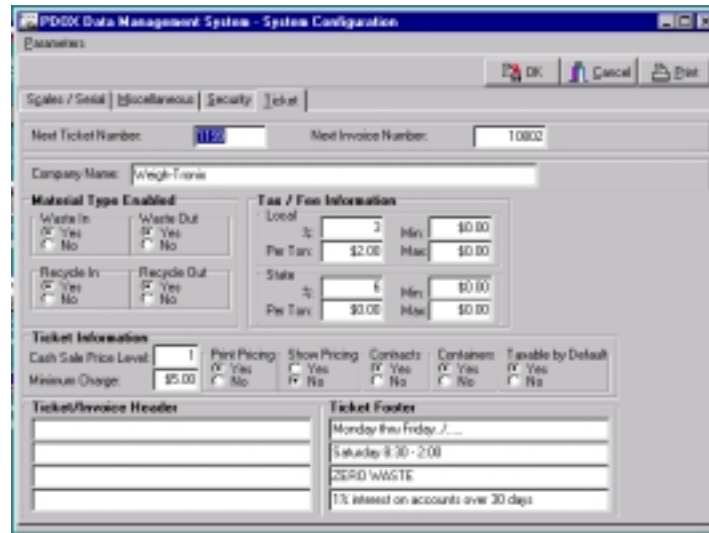 PDOX Data Management System - System Configuration
Parameters
OK Cancel Print
Scales / Serial Miscellaneous Security Ticket
Next Ticket Number: Next Invoice Number: 10002
Company Name: Weigh-Tronix
Material Type Enabled Tax / Fee Information
Waste In Waste Out Local
Yes Yes %: 3 Min: $0.00
No No Per Ton: $2.00 Max: $0.00
Recycle In Recycle Out State
Yes Yes %: 6 Min: $0.00
No No Per Ton: $0.00 Max: $0.00
Ticket Information
Cash Sale Price Level: 1 Print Pricing Show Pricing Contracts Containers Taxable by Default
Yes Yes Yes Yes Yes
Minimum Charge: $5.00 No No No No No
Ticket/Invoice Header Ticket Footer
Monday thru Friday../.....
Saturday 8:30 - 2:00
ZERO WASTE
1% interest on accounts over 30 days